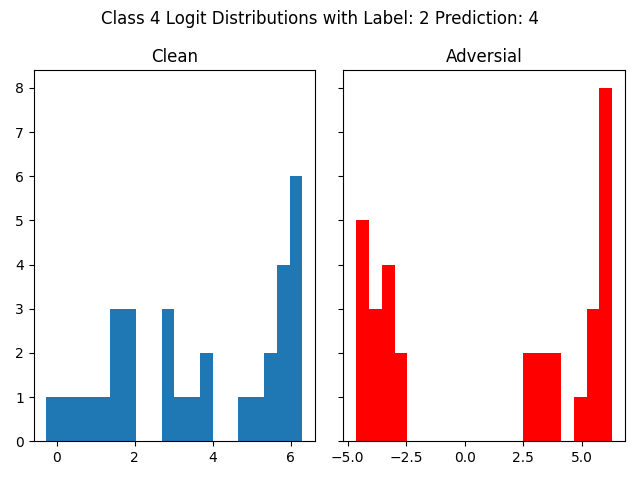 Class 4 Logit Distributions with Label: 2 Prediction: 4
Clean
Adversial
8
7
6
5
4
3
2
1
0
0 2 4 6
−5.0 −2.5 0.0 2.5 5.0